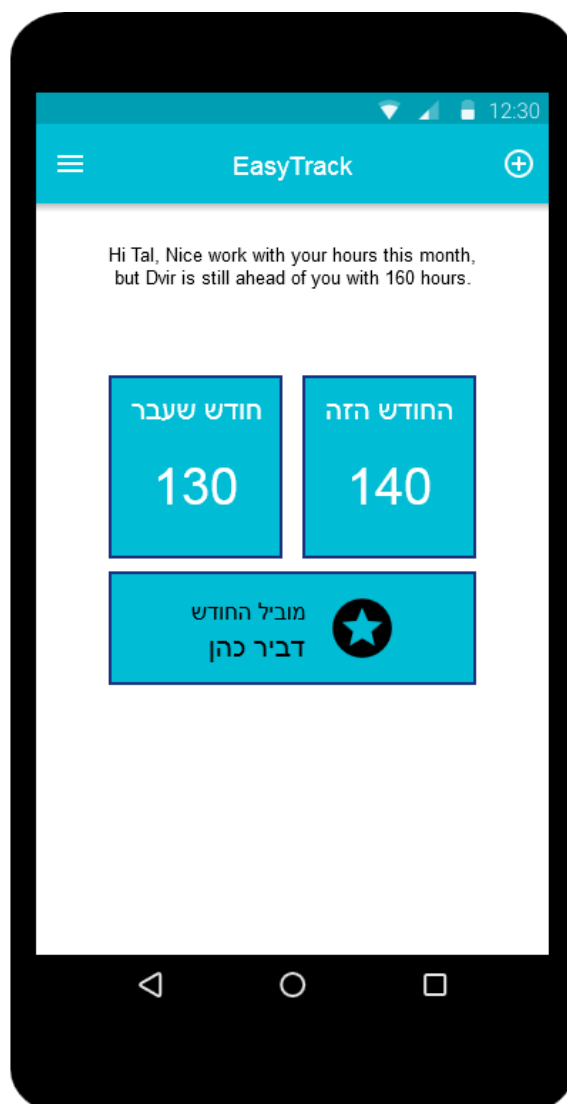 12:30
EasyTrack
Hi Tal, Nice work with your hours this month,
but Dvir is still ahead of you with 160 hours.
החודש הזה
140
חודש שעבר
130
מוביל החודש
דביר כהן